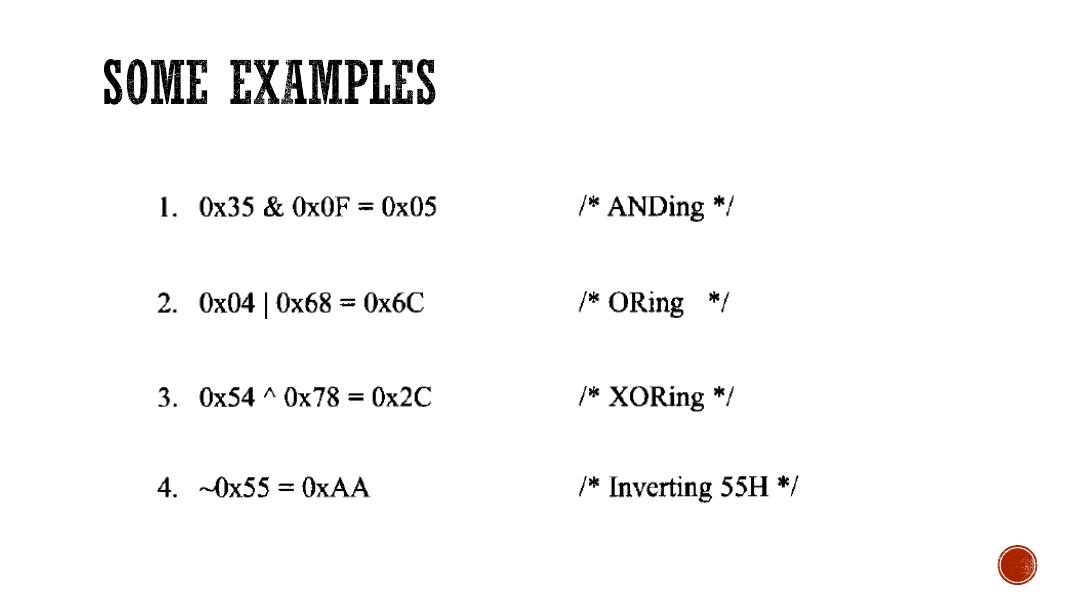 SOME EXAMPLES
1. 0x35 & 0x0F = 0x05 /* ANDing */
2. 0x04 | 0x68 = 0x6C /* ORing */
3. 0x54 ^ 0x78 = 0x2C /* XORing */
4. ~0x55 = 0xAA /* Inverting 55H */